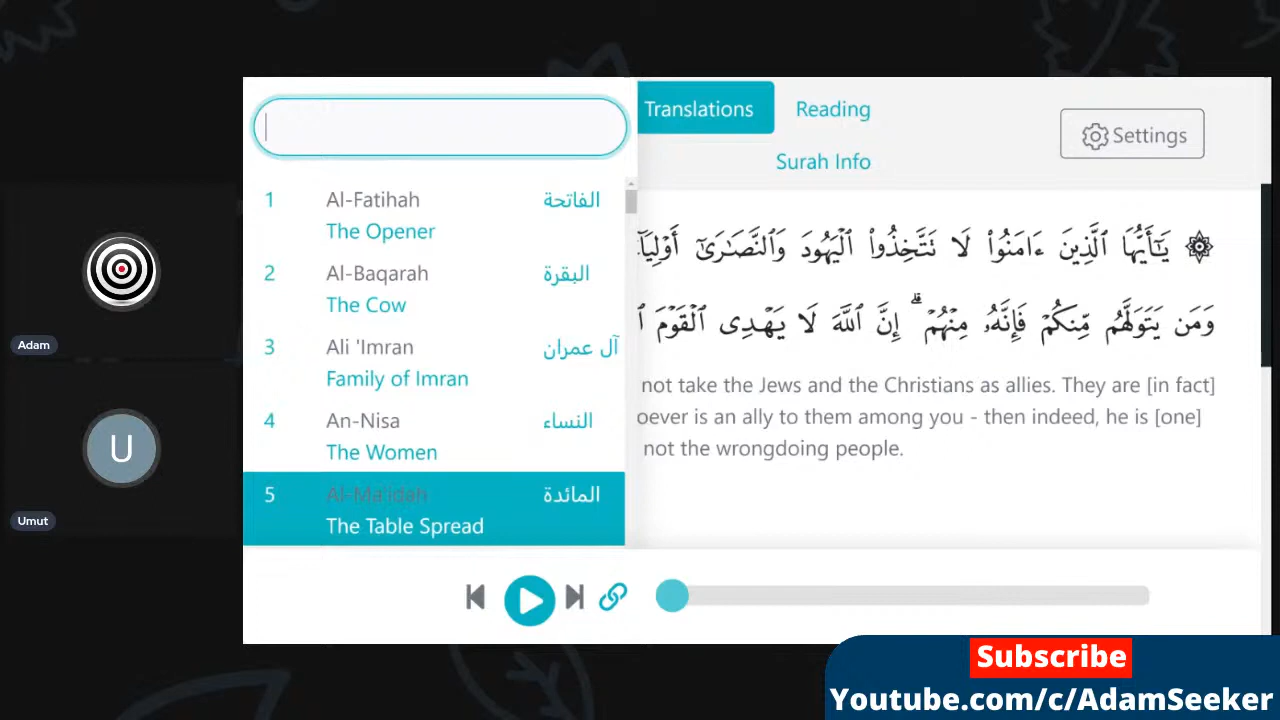 Adam
U
Umut
1 Al-Fatihah الفاتحة
The Opener
2 Al-Baqarah البقرة
The Cow
3 Ali 'Imran آل عمران
Family of Imran
4 An-Nisa النساء
The Women
5 Al-Ma'idah المائدة
The Table Spread
Translations Reading
Surah Info
Settings
۞ يَـٰٓأَيُّهَا ٱلَّذِينَ ءَامَنُوا۟ لَا تَتَّخِذُوا۟ ٱلْيَهُودَ وَٱلنَّصَـٰرَىٰٓ
وَمَن يَتَوَلَّهُم مِّنكُمْ فَإِنَّهُۥ مِنْهُمْ ۗ إِنَّ ٱللَّهَ لَا يَهْدِى ٱلْقَوْمَ
not take the Jews and the Christians as allies. They are [in fact]
oever is an ally to them among you - then indeed, he is [one]
not the wrongdoing people.
Subscribe
Youtube.com/c/AdamSeeker